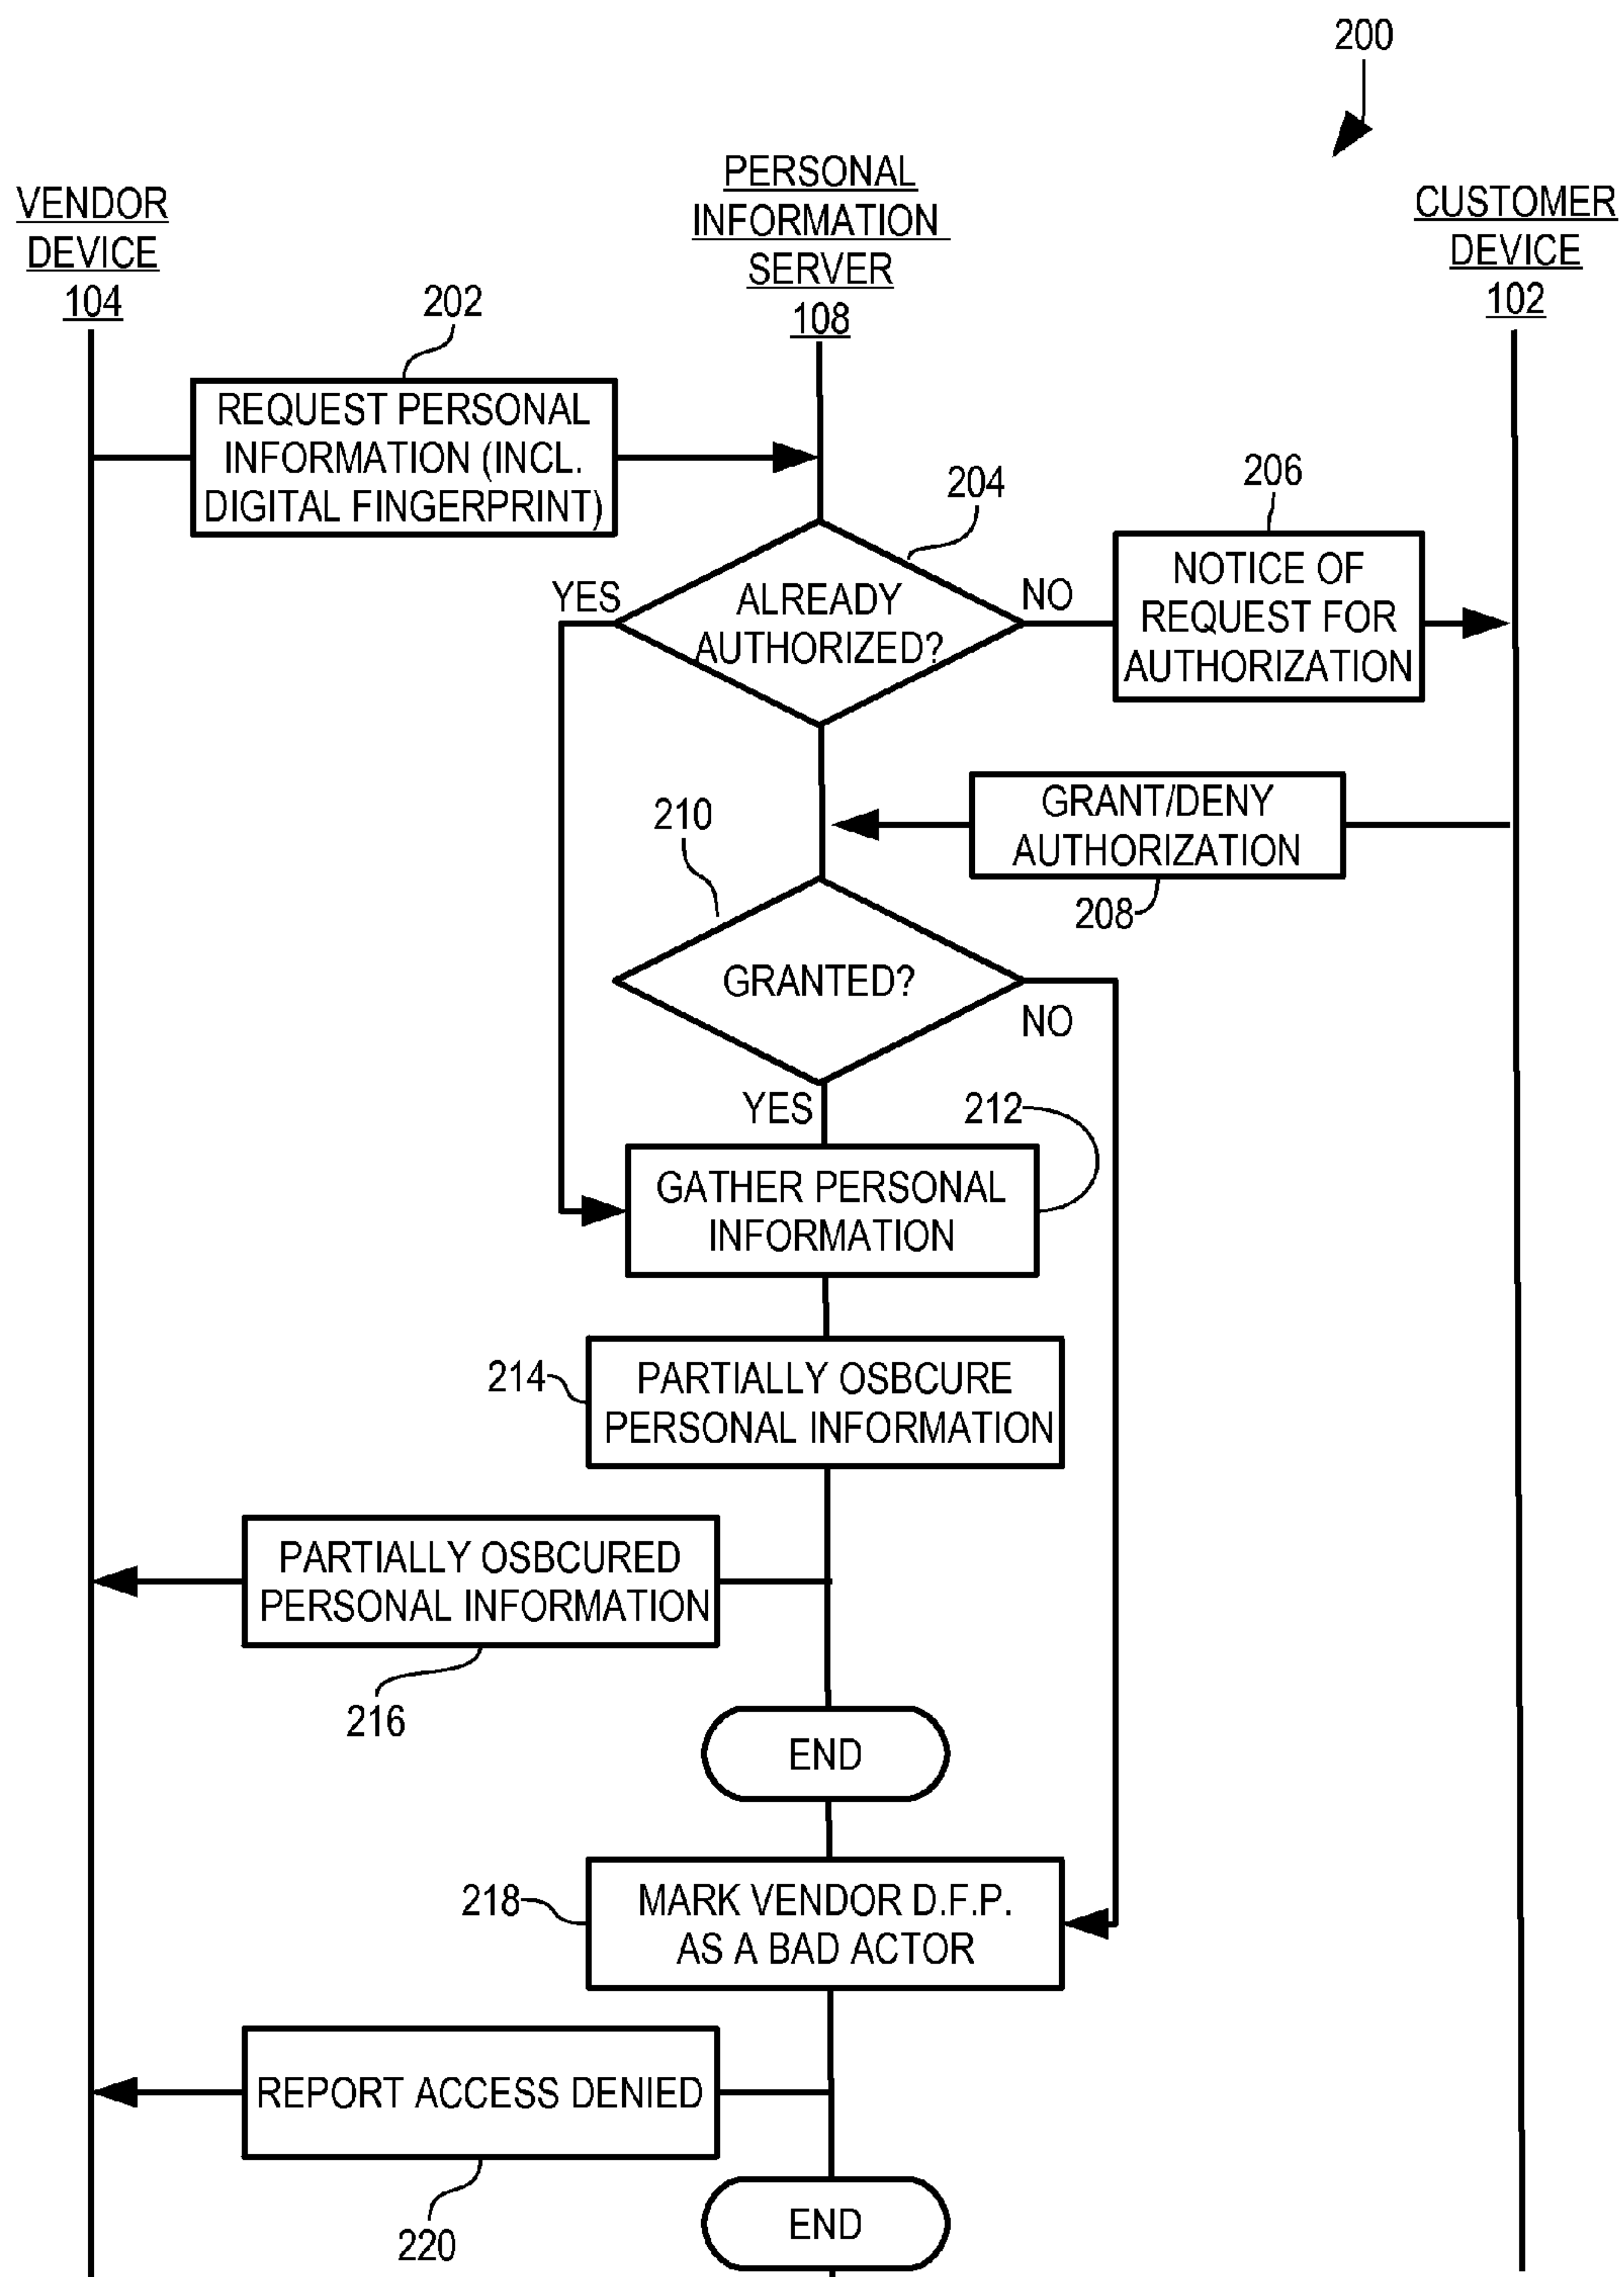 200
VENDOR
DEVICE
104
PERSONAL
INFORMATION
SERVER
108
CUSTOMER
DEVICE
102
202
REQUEST PERSONAL
INFORMATION (INCL.
DIGITAL FINGERPRINT)
204
ALREADY
AUTHORIZED?
YES
NO
206
NOTICE OF
REQUEST FOR
AUTHORIZATION
GRANT/DENY
AUTHORIZATION
208
210
GRANTED?
NO
YES
212
GATHER PERSONAL
INFORMATION
214
PARTIALLY OSBCURE
PERSONAL INFORMATION
PARTIALLY OSBCURED
PERSONAL INFORMATION
216
END
218
MARK VENDOR D.F.P.
AS A BAD ACTOR
REPORT ACCESS DENIED
220
END